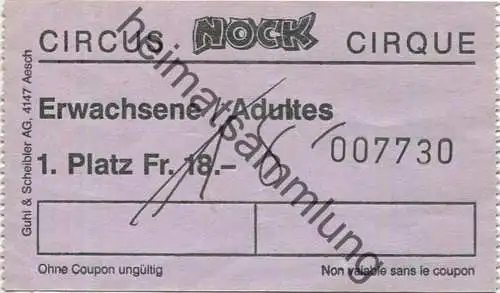 CIRCUS NOCK CIRQUE
Erwachsene / Adultes
1. Platz Fr. 18.– 007730
Ohne Coupon ungültig
Non valable sans le coupon
Guhl & Scheibler AG, 4147 Aesch
heimatsammlung.de